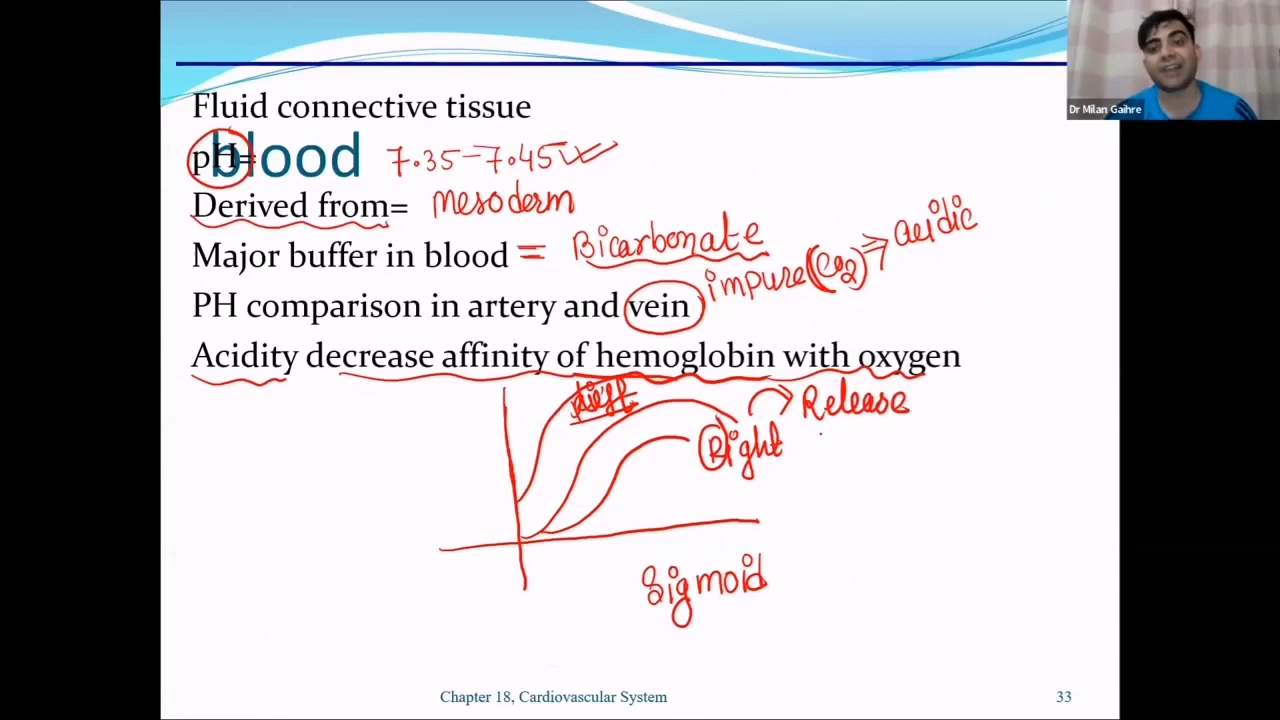 Dr Milan Gaihre
Fluid connective tissue
blood
pH= 7.35-7.45
Derived from= mesoderm
Major buffer in blood = Bicarbonate
PH comparison in artery and vein impure (CO2) => acidic
Acidity decrease affinity of hemoglobin with oxygen
Right Release
Sigmoid
Chapter 18, Cardiovascular System 33